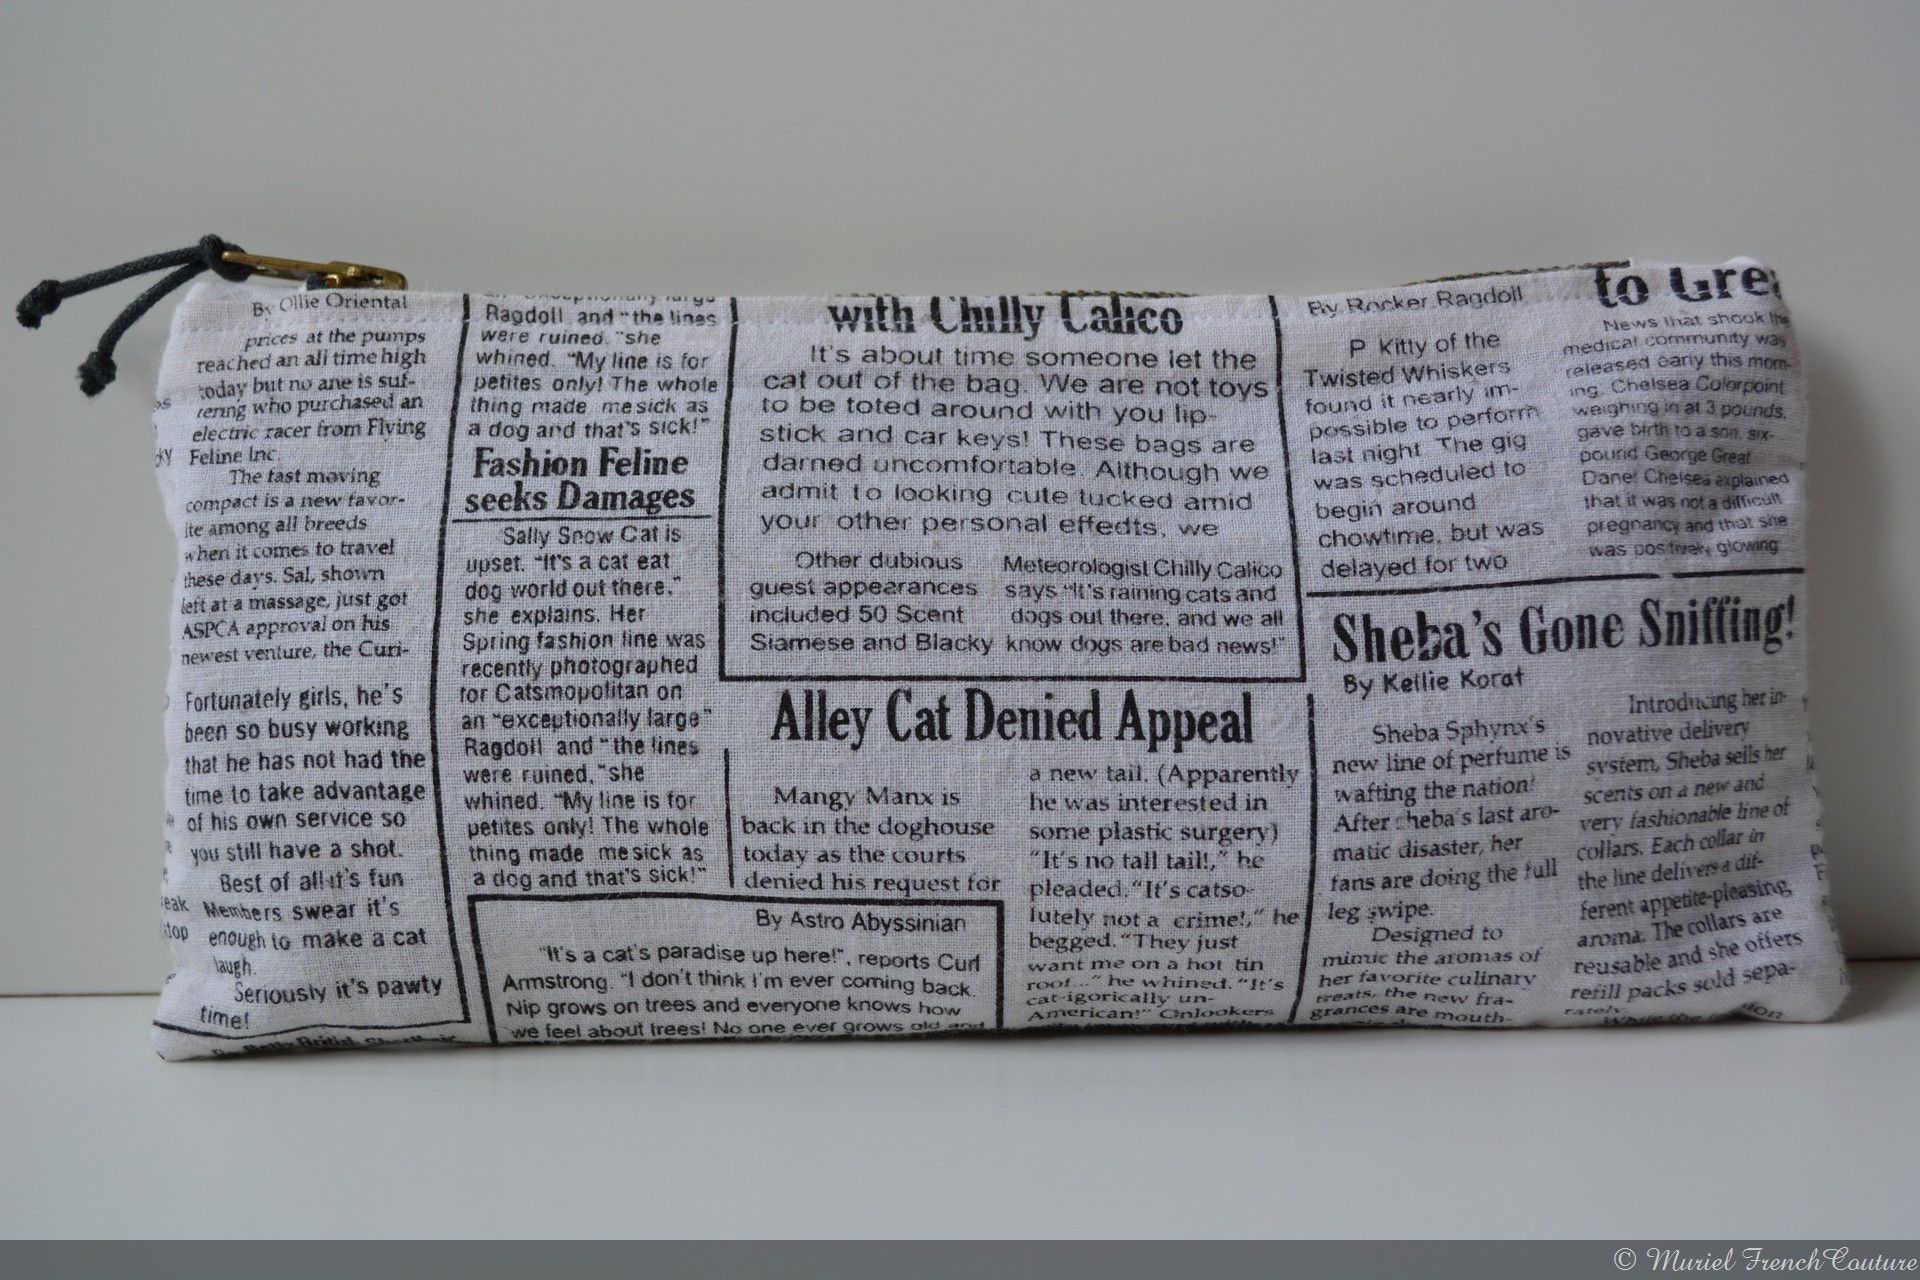 By Ollie Oriental
prices at the pumps
reached an all time high
today but no ane is suf-
fering who purchased an
electric racer from Flying
Feline Inc.
The fast moving
compact is a new favor-
ite among all breeds
when it comes to travel
these days. Sal, shown
left at a massage, just got
ASPCA approval on his
newest venture, the Curi-
Fortunately girls, he's
been so busy working
that he has not had the
time to take advantage
of his own service so
you still have a shot.
Best of all it's fun
Members swear it's
enough to make a cat
laugh.
Seriously it's pawty
time!
Ragdoll and "the lines
were ruined, "she
whined. "My line is for
petites only! The whole
thing made me sick as
a dog and that's sick!"
Fashion Feline
seeks Damages
Sally Snow Cat is
upset. "It's a cat eat
dog world out there,"
she explains. Her
Spring fashion line was
recently photographed
for Catsmopolitan on
an "exceptionally large"
Ragdoll and "the lines
were ruined, "she
whined. "My line is for
petites only! The whole
thing made me sick as
a dog and that's sick!"
By Astro Abyssinian
"It's a cat's paradise up here!", reports Curl
Armstrong. "I don't think I'm ever coming back.
Nip grows on trees and everyone knows how
we feel about trees! No one ever grows old and
with Chilly Calico
It's about time someone let the
cat out of the bag. We are not toys
to be toted around with you lip-
stick and car keys! These bags are
darned uncomfortable. Although we
admit to looking cute tucked amid
your other personal effedts, we
Other dubious
guest appearances
included 50 Scent
Siamese and Blacky
Meteorologist Chilly Calico
says "It's raining cats and
dogs out there, and we all
know dogs are bad news!"
Alley Cat Denied Appeal
Mangy Manx is
back in the doghouse
today as the courts
denied his request for
a new tail. (Apparently
he was interested in
some plastic surgery)
"It's no tall tail!," he
pleaded. "It's catso-
lutely not a crime!," he
begged. "They just
want me on a hot tin
roof..." he whined. "It's
cat-igorically un-
American!" Onlookers
By Rocker Ragdoll
P Kitty of the
Twisted Whiskers
found it nearly im-
possible to perform
last night. The gig
was scheduled to
begin around
chowtime, but was
delayed for two
to Grea
News that shook the
medical community was
released early this morn-
ing. Chelsea Colorpoint
weighing in at 3 pounds,
gave birth to a son, six-
pound George Great
Dane! Chelsea explained
that it was not a difficult
pregnancy and that she
was positively glowing
Sheba's Gone Sniffing!
By Kellie Korat
Sheba Sphynx's
new line of perfume is
wafting the nation!
After Sheba's last aro-
matic disaster, her
fans are doing the full
leg swipe.
Designed to
mimic the aromas of
her favorite culinary
treats, the new fra-
grances are mouth-
Introducing her in-
novative delivery
system, Sheba sells her
scents on a new and
very fashionable line of
collars. Each collar in
the line delivers a dif-
ferent appetite-pleasing
aroma. The collars are
reusable and she offers
refill packs sold sepa-
rately.
© Muriel FrenchCouture